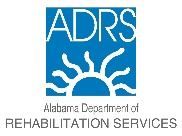 ADRS
Alabama Department of
REHABILITATION SERVICES